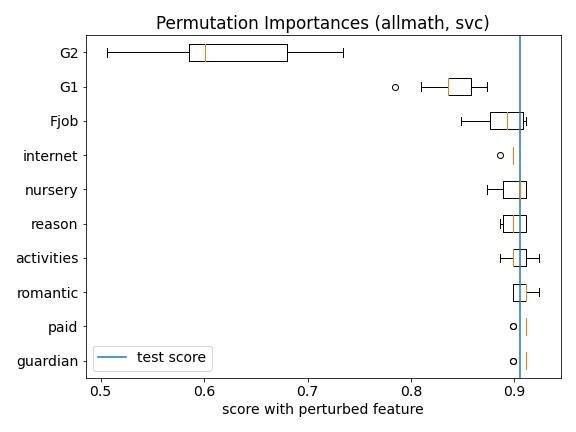 Permutation Importances (allmath, svc)
G2
G1
Fjob
internet
nursery
reason
activities
romantic
paid
guardian
test score
0.5 0.6 0.7 0.8 0.9
score with perturbed feature